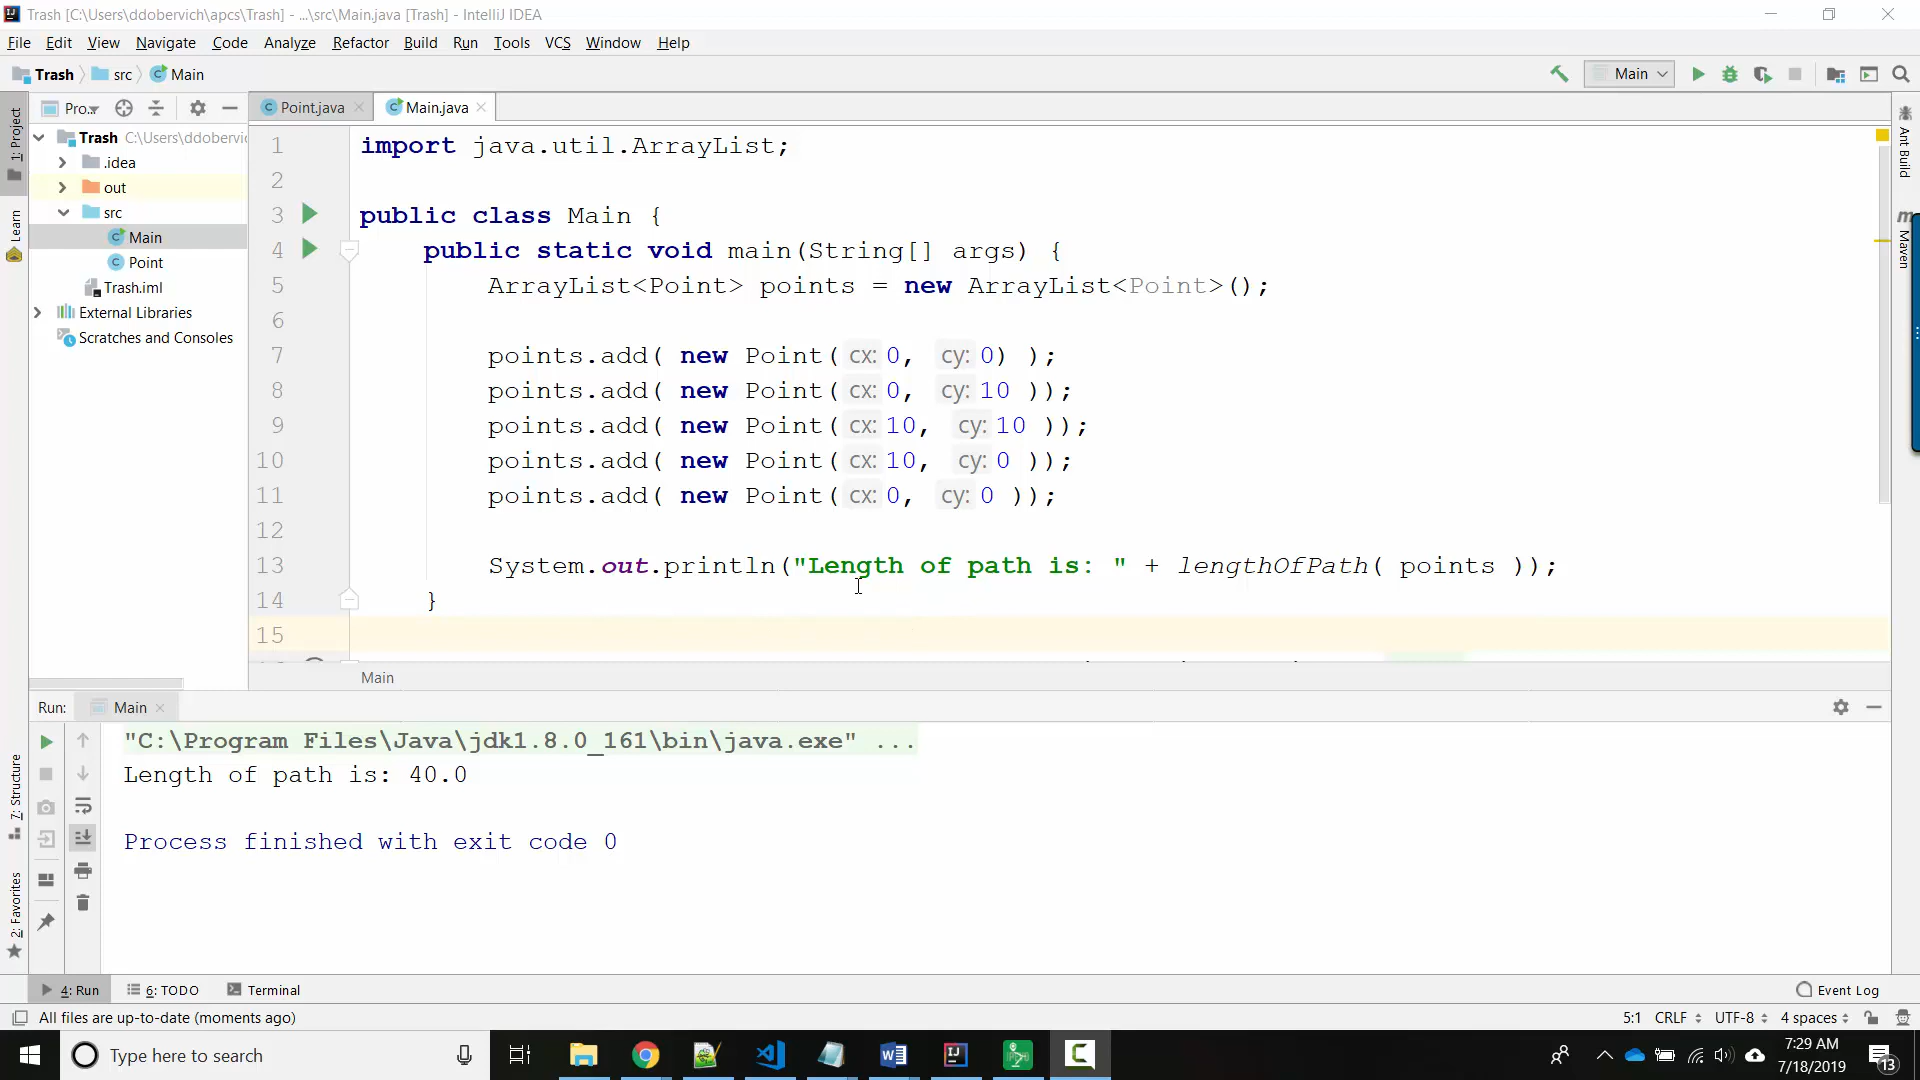 Trash [C:\Users\ddobervich\apcs\Trash] - ...\src\Main.java [Trash] - IntelliJ IDEA
File Edit View Navigate Code Analyze Refactor Build Run Tools VCS Window Help
Trash src Main Main
Pro... Point.java Main.java
1: Project
Learn
7: Structure
2: Favorites
Ant Build
Maven
Trash C:\Users\ddobervic
.idea
out
src
Main
Point
Trash.iml
External Libraries
Scratches and Consoles
1 import java.util.ArrayList;
2
3 public class Main {
4 public static void main(String[] args) {
5 ArrayList<Point> points = new ArrayList<Point>();
6
7 points.add( new Point( cx: 0, cy: 0) );
8 points.add( new Point( cx: 0, cy: 10 ));
9 points.add( new Point( cx: 10, cy: 10 ));
10 points.add( new Point( cx: 10, cy: 0 ));
11 points.add( new Point( cx: 0, cy: 0 ));
12
13 System.out.println("Length of path is: " + lengthOfPath( points ));
14 }
15
Main
Run: Main
"C:\Program Files\Java\jdk1.8.0_161\bin\java.exe" ...
Length of path is: 40.0
Process finished with exit code 0
4: Run 6: TODO Terminal Event Log
All files are up-to-date (moments ago) 5:1 CRLF UTF-8 4 spaces
Type here to search
7:29 AM
7/18/2019
13